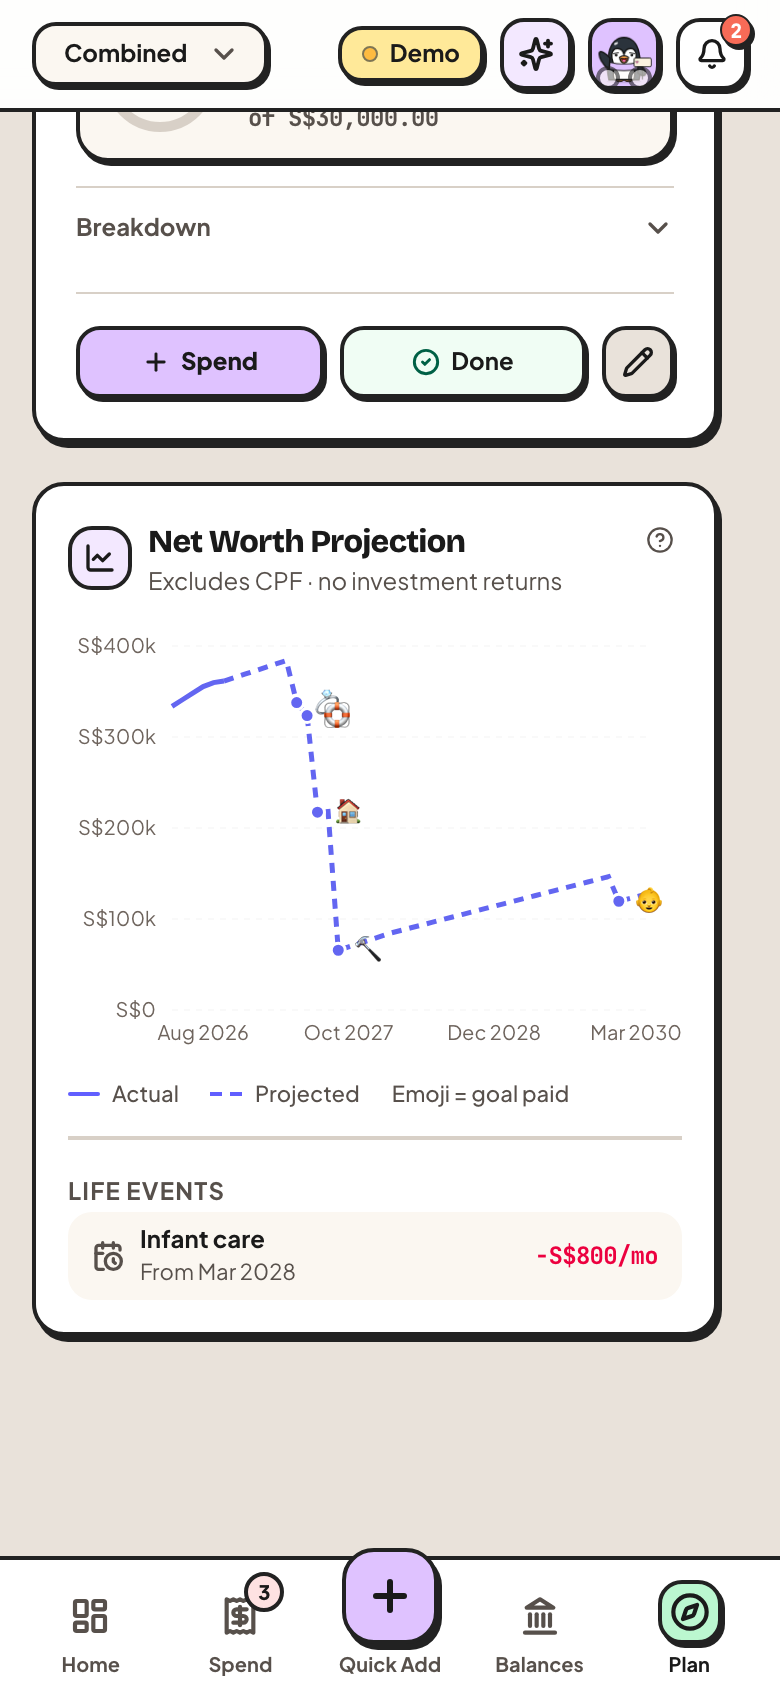 Combined
Demo
2
of S$30,000.00
Breakdown
Spend
Done
Net Worth Projection
Excludes CPF · no investment returns
S$400k
S$300k
S$200k
S$100k
S$0
Aug 2026 Oct 2027 Dec 2028 Mar 2030
Actual Projected Emoji = goal paid
LIFE EVENTS
Infant care
From Mar 2028
-S$800/mo
3
Home Spend Quick Add Balances Plan